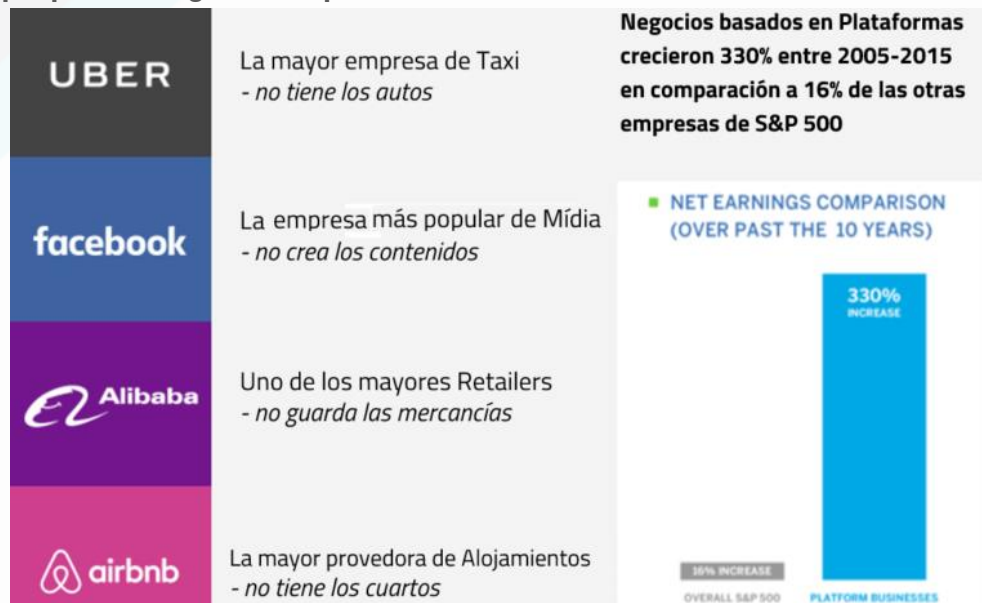 UBER
La mayor empresa de Taxi
- no tiene los autos
facebook
La empresa más popular de Mídia
- no crea los contenidos
Alibaba
Uno de los mayores Retailers
- no guarda las mercancías
airbnb
La mayor provedora de Alojamientos
- no tiene los cuartos
Negocios basados en Plataformas
crecieron 330% entre 2005-2015
en comparación a 16% de las otras
empresas de S&P 500
NET EARNINGS COMPARISON
(OVER PAST THE 10 YEARS)
330%
INCREASE
16% INCREASE
OVERALL S&P 500
PLATFORM BUSINESSES